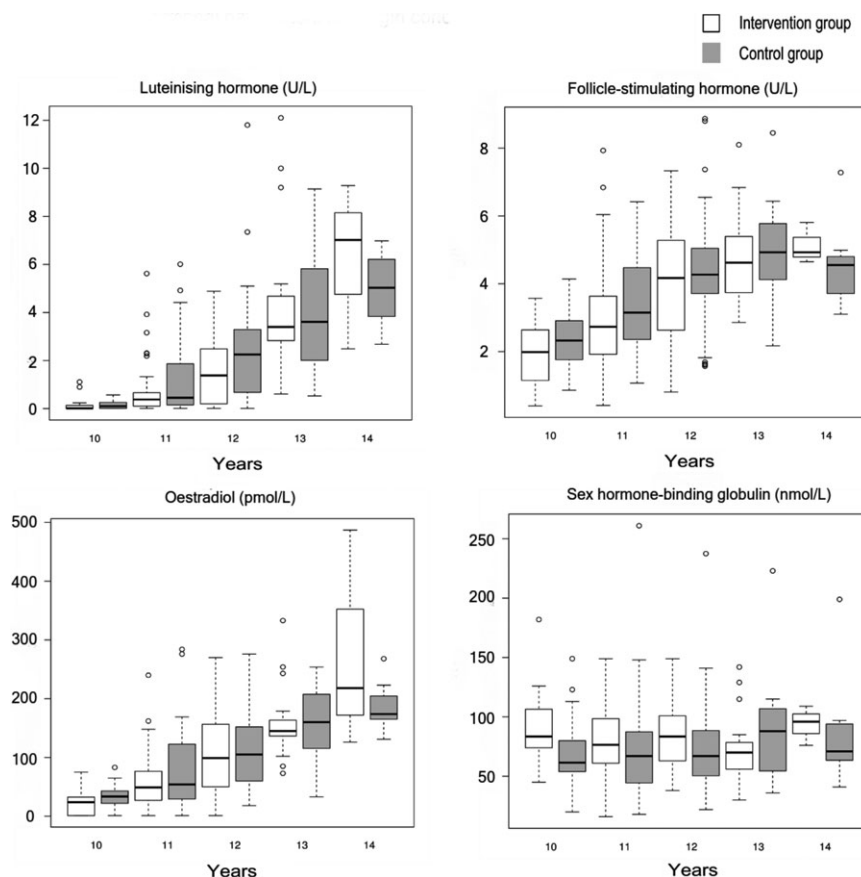 Intervention group
Control group
Luteinising hormone (U/L)
12
10
8
6
4
2
0
10 11 12 13 14
Years
Follicle-stimulating hormone (U/L)
8
6
4
2
10 11 12 13 14
Years
Oestradiol (pmol/L)
500
400
300
200
100
0
10 11 12 13 14
Years
Sex hormone-binding globulin (nmol/L)
250
200
150
100
50
10 11 12 13 14
Years